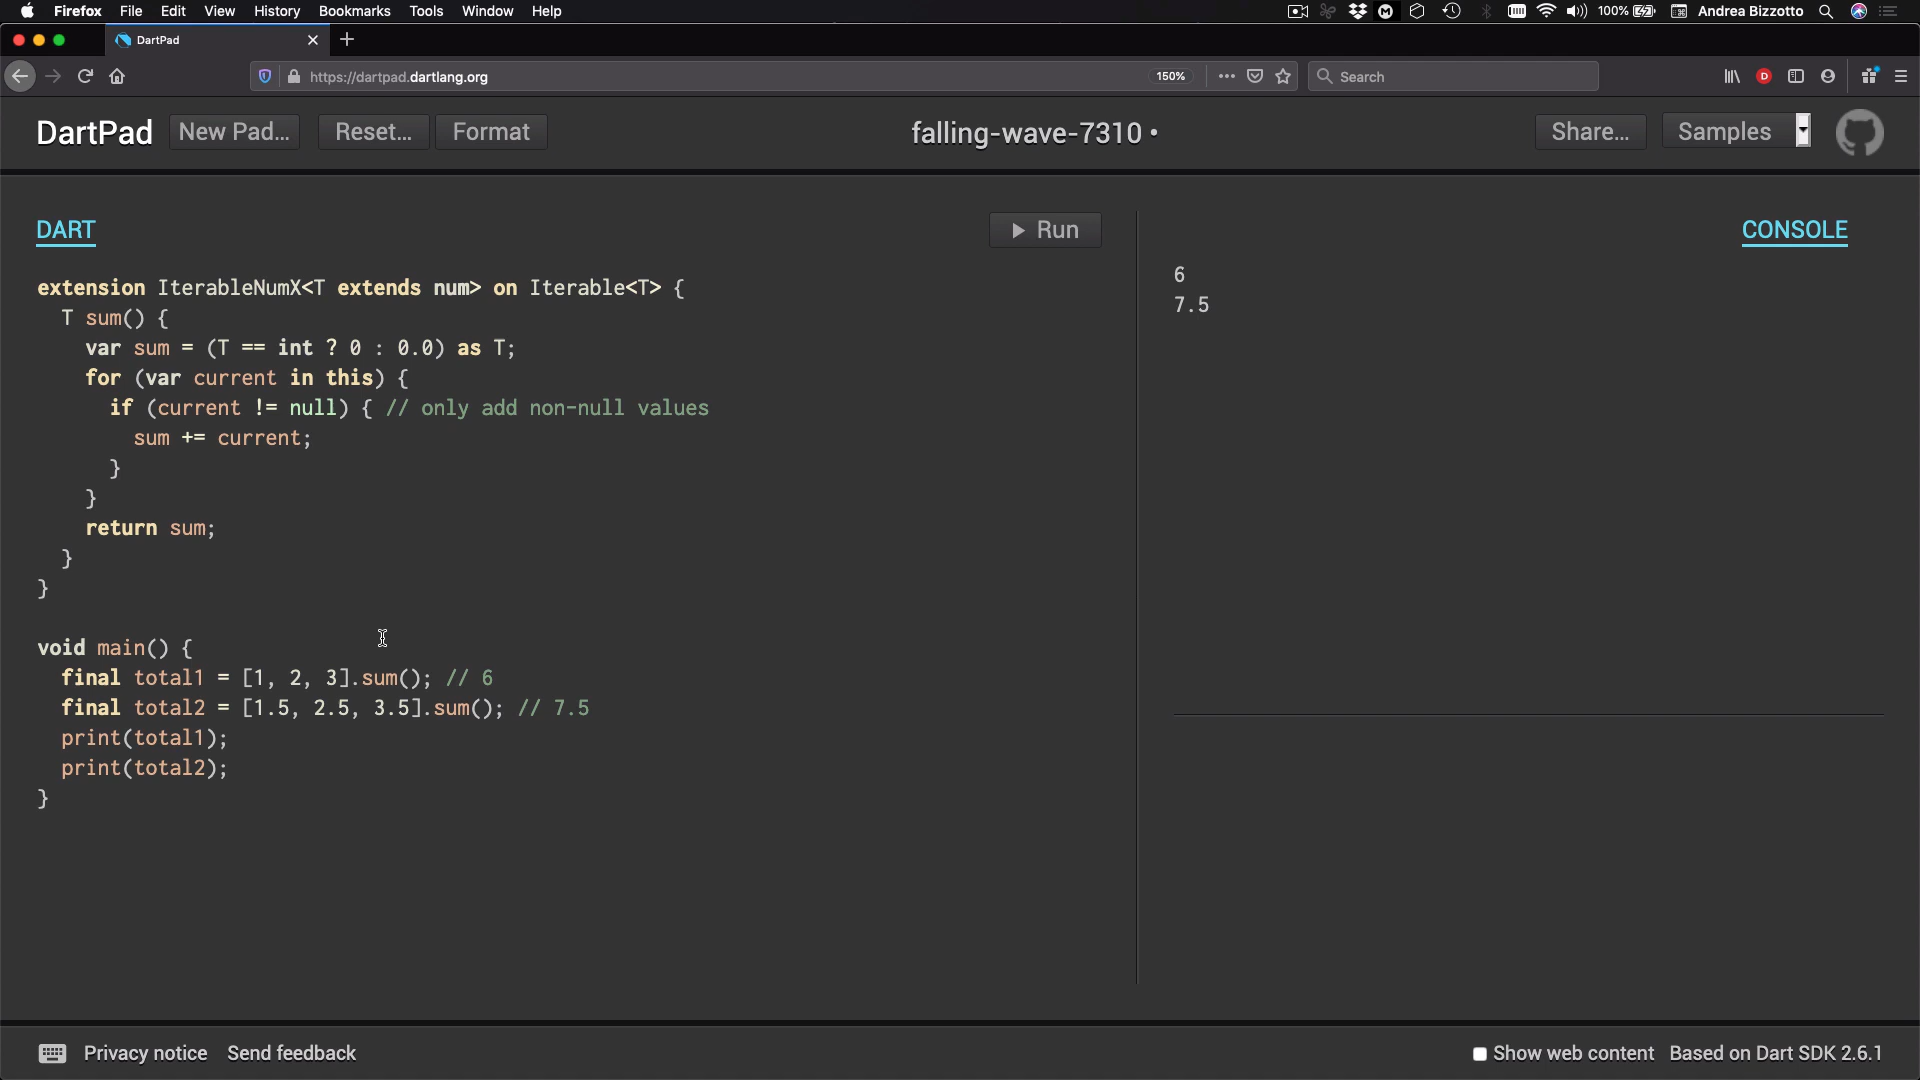 Firefox File Edit View History Bookmarks Tools Window Help 100% Andrea Bizzotto
DartPad
https://dartpad.dartlang.org 150% Search
DartPad New Pad... Reset... Format falling-wave-7310 • Share... Samples
DART Run CONSOLE
extension IterableNumX<T extends num> on Iterable<T> {
T sum() {
var sum = (T == int ? 0 : 0.0) as T;
for (var current in this) {
if (current != null) { // only add non-null values
sum += current;
}
}
return sum;
}
}
void main() {
final total1 = [1, 2, 3].sum(); // 6
final total2 = [1.5, 2.5, 3.5].sum(); // 7.5
print(total1);
print(total2);
}
6
7.5
Privacy notice Send feedback Show web content Based on Dart SDK 2.6.1